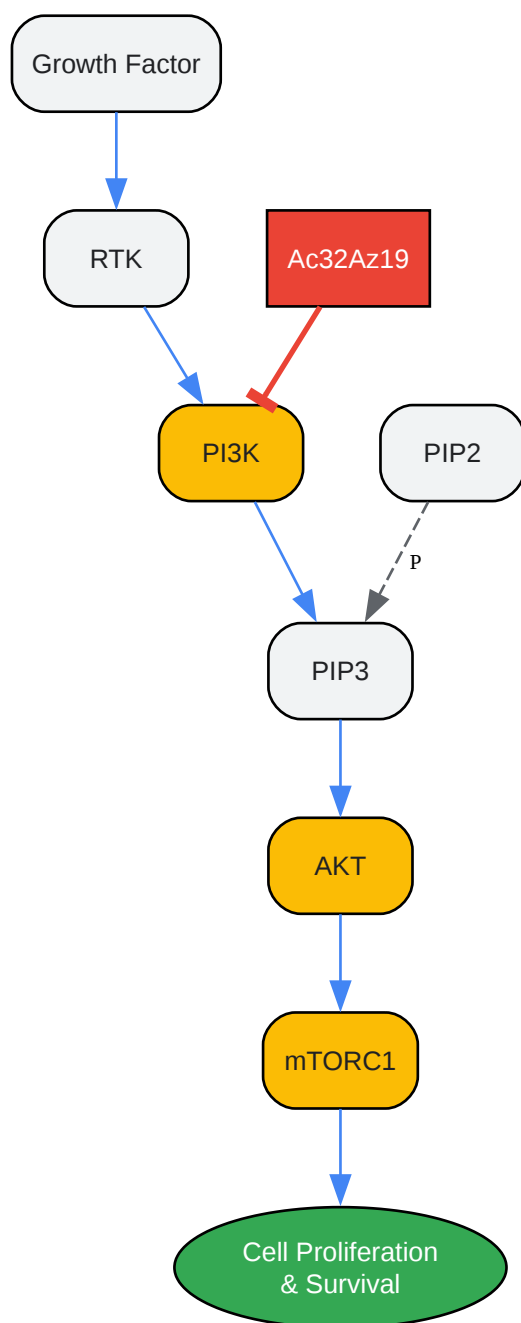 Growth Factor
RTK
Ac32Az19
PI3K
PIP2
P
PIP3
AKT
mTORC1
Cell Proliferation
& Survival